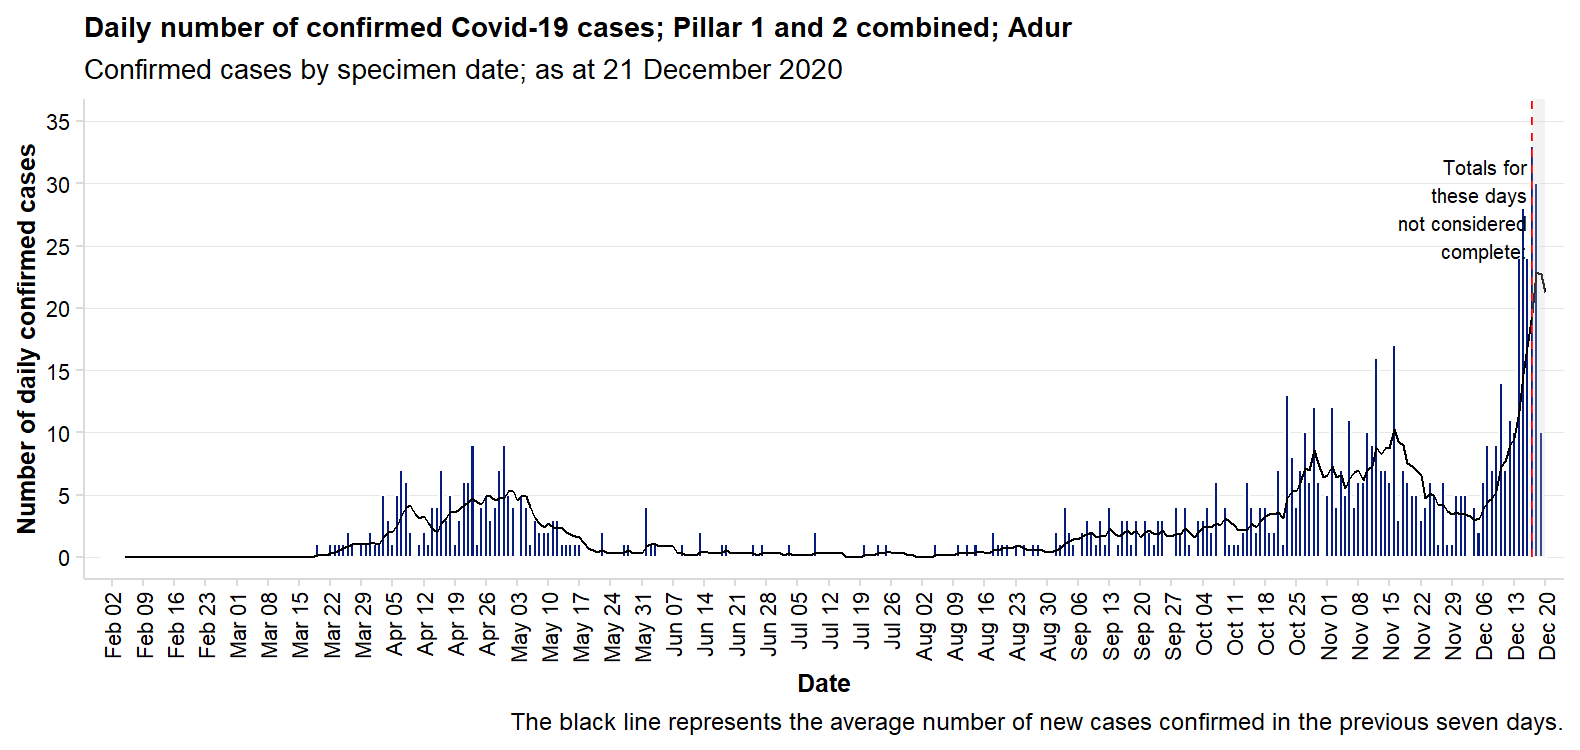 Daily number of confirmed Covid-19 cases; Pillar 1 and 2 combined; Adur
Confirmed cases by specimen date; as at 21 December 2020
Number of daily confirmed cases
35
30
25
20
15
10
5
0
Totals for
these days
not considered
complete.
Feb 02
Feb 09
Feb 16
Feb 23
Mar 01
Mar 08
Mar 15
Mar 22
Mar 29
Apr 05
Apr 12
Apr 19
Apr 26
May 03
May 10
May 17
May 24
May 31
Jun 07
Jun 14
Jun 21
Jun 28
Jul 05
Jul 12
Jul 19
Jul 26
Aug 02
Aug 09
Aug 16
Aug 23
Aug 30
Sep 06
Sep 13
Sep 20
Sep 27
Oct 04
Oct 11
Oct 18
Oct 25
Nov 01
Nov 08
Nov 15
Nov 22
Nov 29
Dec 06
Dec 13
Dec 20
Date
The black line represents the average number of new cases confirmed in the previous seven days.